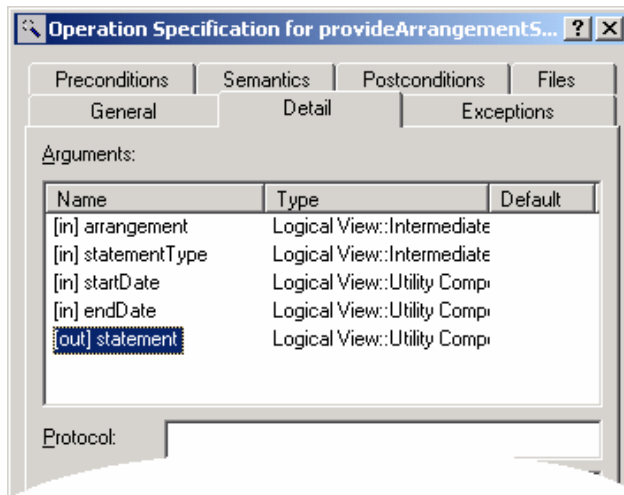 Operation Specification for provideArrangementS... ? X
Preconditions Semantics Postconditions Files
General Detail Exceptions
Arguments:
Name Type Default
[in] arrangement Logical View::Intermediate
[in] statementType Logical View::Intermediate
[in] startDate Logical View::Utility Comp
[in] endDate Logical View::Utility Comp
[out] statement Logical View::Utility Comp
Protocol: